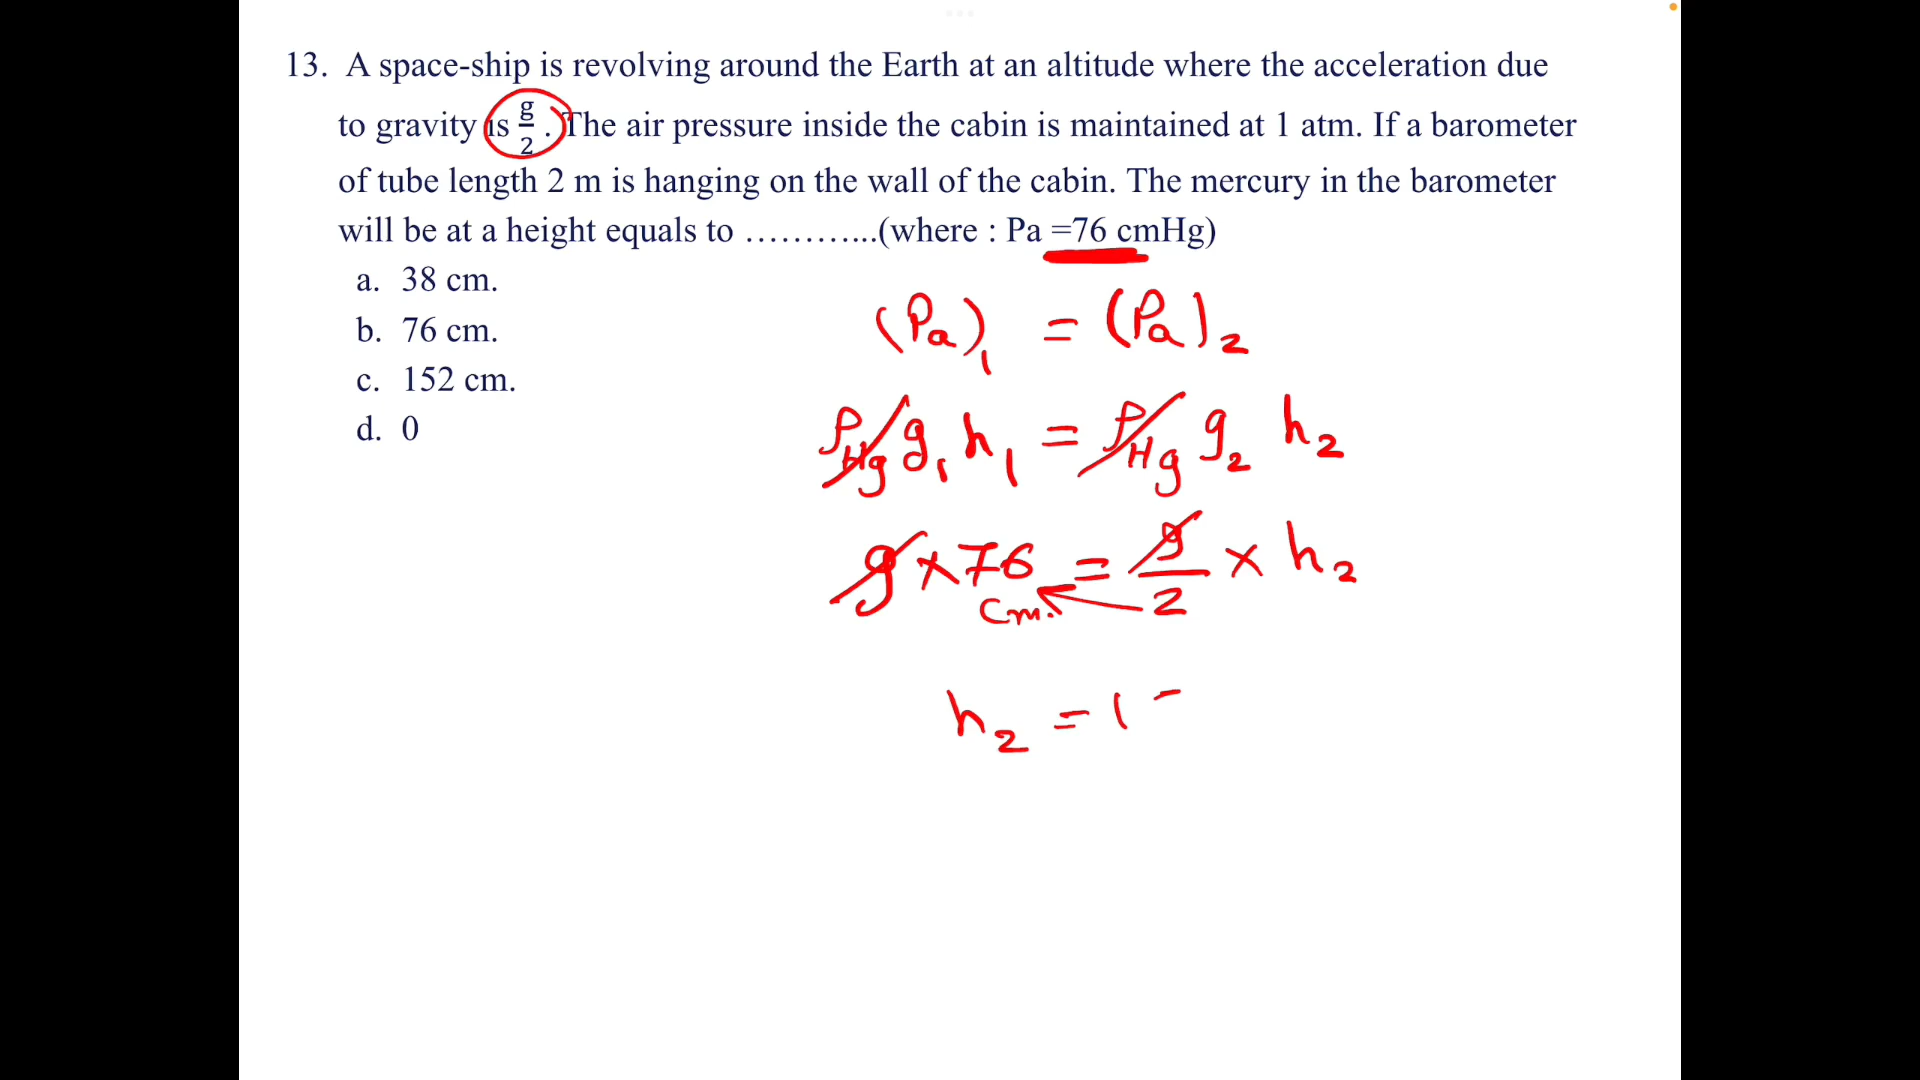 13. A space-ship is revolving around the Earth at an altitude where the acceleration due
to gravity is g/2 . The air pressure inside the cabin is maintained at 1 atm. If a barometer
of tube length 2 m is hanging on the wall of the cabin. The mercury in the barometer
will be at a height equals to …………..(where : Pa =76 cmHg)
a. 38 cm.
b. 76 cm.
c. 152 cm.
d. 0
(Pa)₁ = (Pa)₂
ρHg g₁ h₁ = ρHg g₂ h₂
g × 76 cm. = g/2 × h₂
h₂ = 1